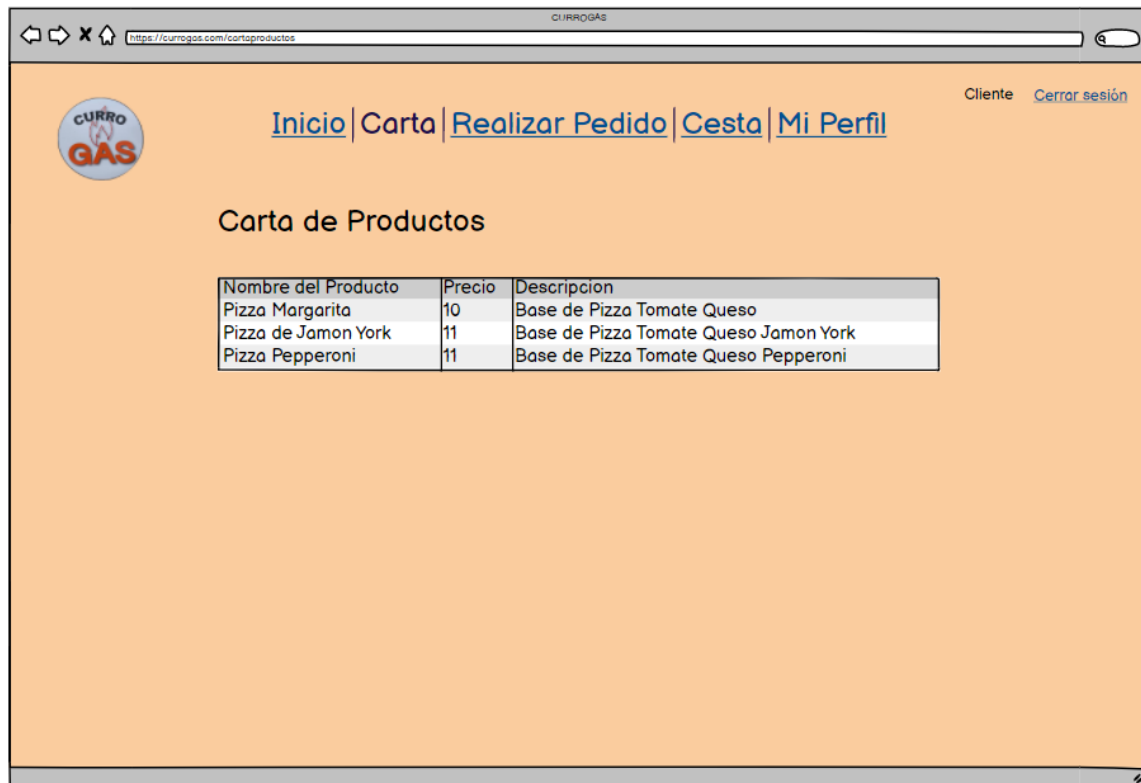 CURROGAS
https://currogas.com/cartaproductos
Cliente Cerrar sesión
CURRO
GAS
Inicio Carta Realizar Pedido Cesta Mi Perfil
Carta de Productos
Nombre del Producto Precio Descripcion
Pizza Margarita 10 Base de Pizza Tomate Queso
Pizza de Jamon York 11 Base de Pizza Tomate Queso Jamon York
Pizza Pepperoni 11 Base de Pizza Tomate Queso Pepperoni